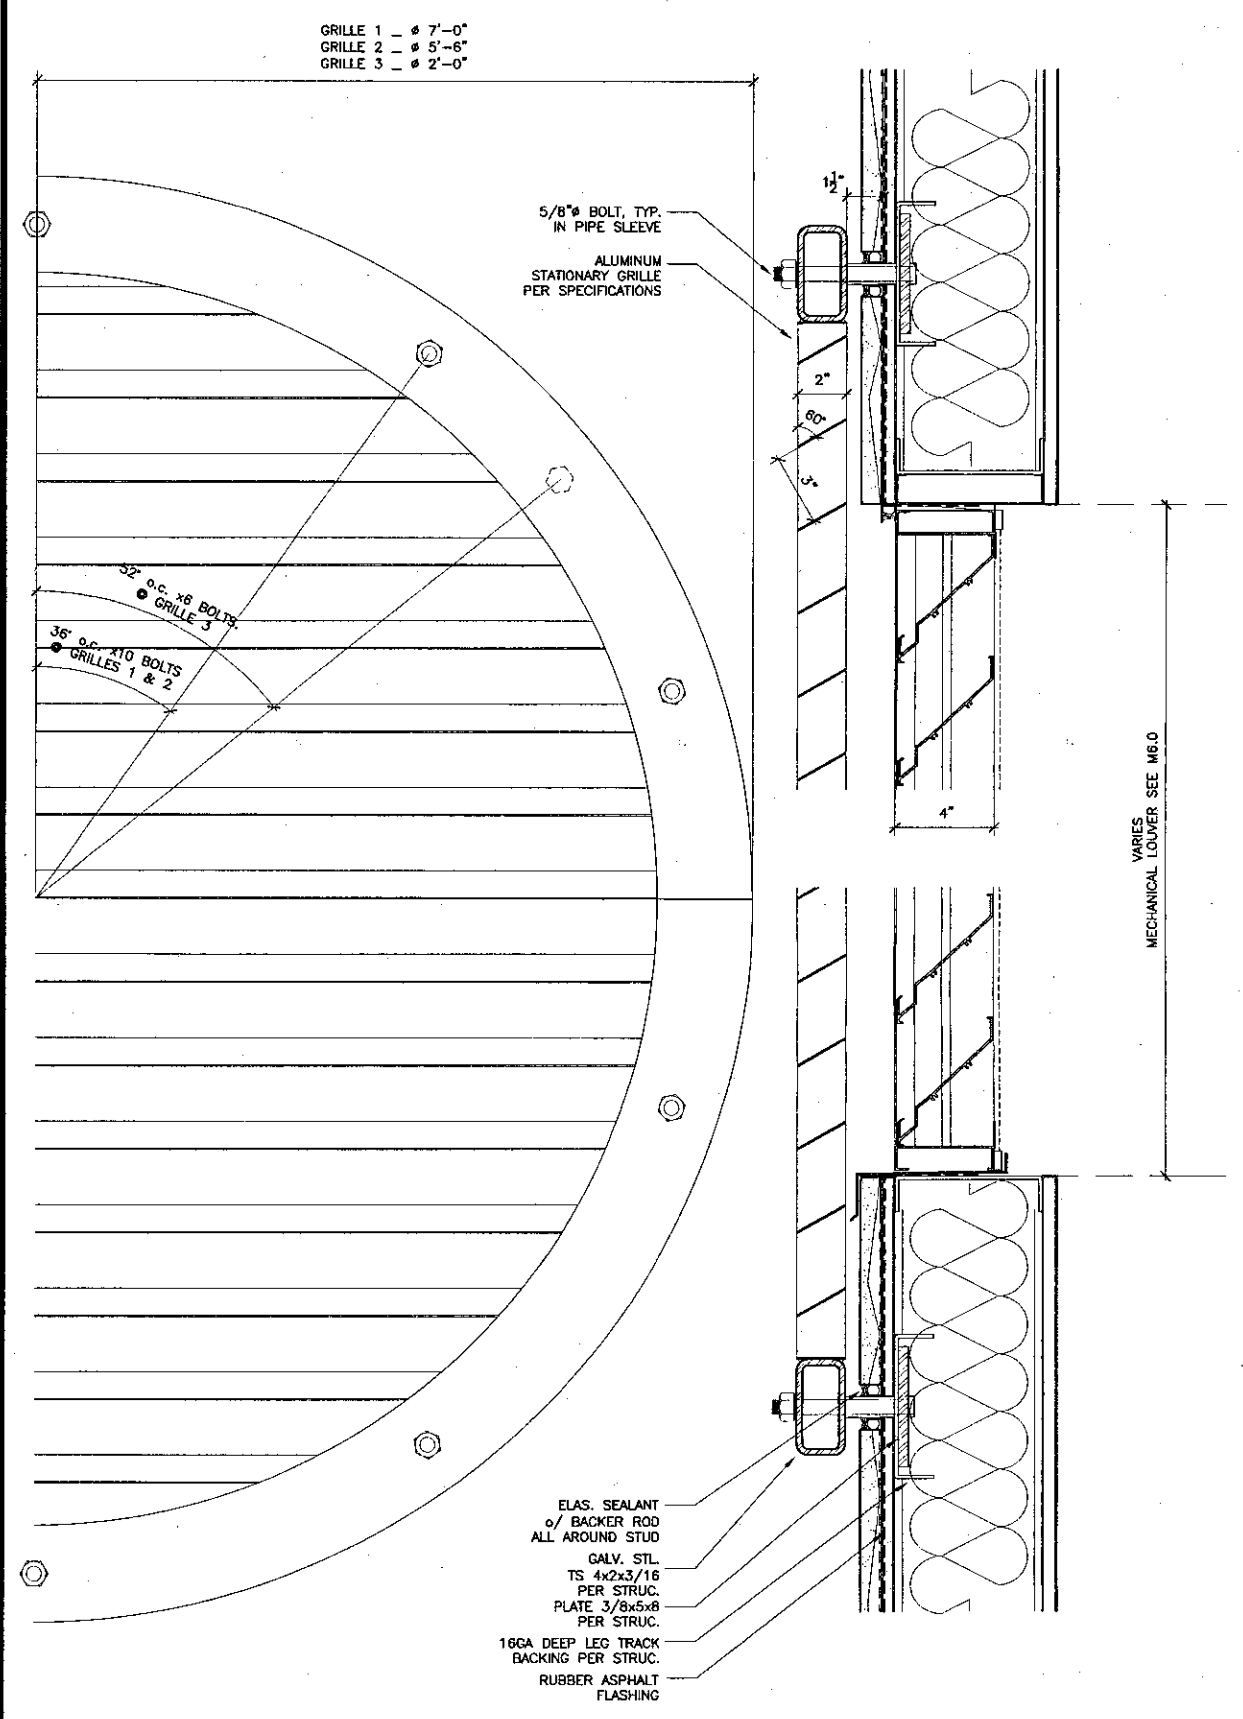 GRILLE 1 _ ø 7'-0"
GRILLE 2 _ ø 5'-6"
GRILLE 3 _ ø 2'-0"
1½"
5/8"ø BOLT, TYP.
IN PIPE SLEEVE
ALUMINUM
STATIONARY GRILLE
PER SPECIFICATIONS
2"
60°
3"
52° o.c. x6 BOLTS.
GRILLE 3
36° o.c. x10 BOLTS
GRILLES 1 & 2
4"
VARIES
MECHANICAL LOUVER SEE M6.0
ELAS. SEALANT
o/ BACKER ROD
ALL AROUND STUD
GALV. STL.
TS 4x2x3/16
PER STRUC.
PLATE 3/8x5x8
PER STRUC.
16GA DEEP LEG TRACK
BACKING PER STRUC.
RUBBER ASPHALT
FLASHING